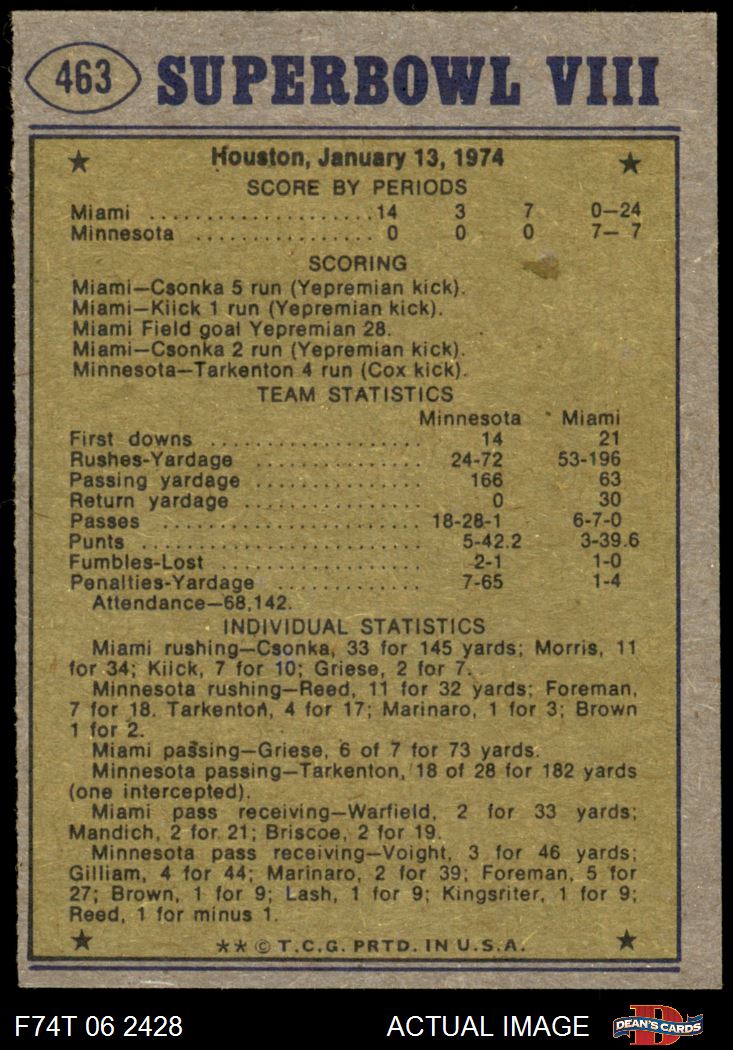 463 SUPERBOWL VIII
Houston, January 13, 1974
SCORE BY PERIODS
Miami .....................14 3 7 0—24
Minnesota ................. 0 0 0 7— 7
SCORING
Miami—Csonka 5 run (Yepremian kick).
Miami—Kiick 1 run (Yepremian kick).
Miami Field goal Yepremian 28.
Miami—Csonka 2 run (Yepremian kick).
Minnesota—Tarkenton 4 run (Cox kick).
TEAM STATISTICS
Minnesota Miami
First downs .................... 14 21
Rushes-Yardage ............... 24-72 53-196
Passing yardage ............... 166 63
Return yardage ................ 0 30
Passes ........................ 18-28-1 6-7-0
Punts .......................... 5-42.2 3-39.6
Fumbles-Lost ................... 2-1 1-0
Penalties-Yardage ............. 7-65 1-4
Attendance—68,142.
INDIVIDUAL STATISTICS
Miami rushing—Csonka, 33 for 145 yards; Morris, 11
for 34; Kiick, 7 for 10; Griese, 2 for 7.
Minnesota rushing—Reed, 11 for 32 yards; Foreman,
7 for 18. Tarkenton, 4 for 17; Marinaro, 1 for 3; Brown
1 for 2.
Miami passing—Griese, 6 of 7 for 73 yards.
Minnesota passing—Tarkenton, 18 of 28 for 182 yards
(one intercepted).
Miami pass receiving—Warfield, 2 for 33 yards;
Mandich, 2 for 21; Briscoe, 2 for 19.
Minnesota pass receiving—Voight, 3 for 46 yards;
Gilliam, 4 for 44; Marinaro, 2 for 39; Foreman, 5 for
27; Brown, 1 for 9; Lash, 1 for 9; Kingsriter, 1 for 9;
Reed, 1 for minus 1.
** © T.C.G. PRTD. IN U.S.A.
F74T 06 2428 ACTUAL IMAGE D DEAN'S CARDS